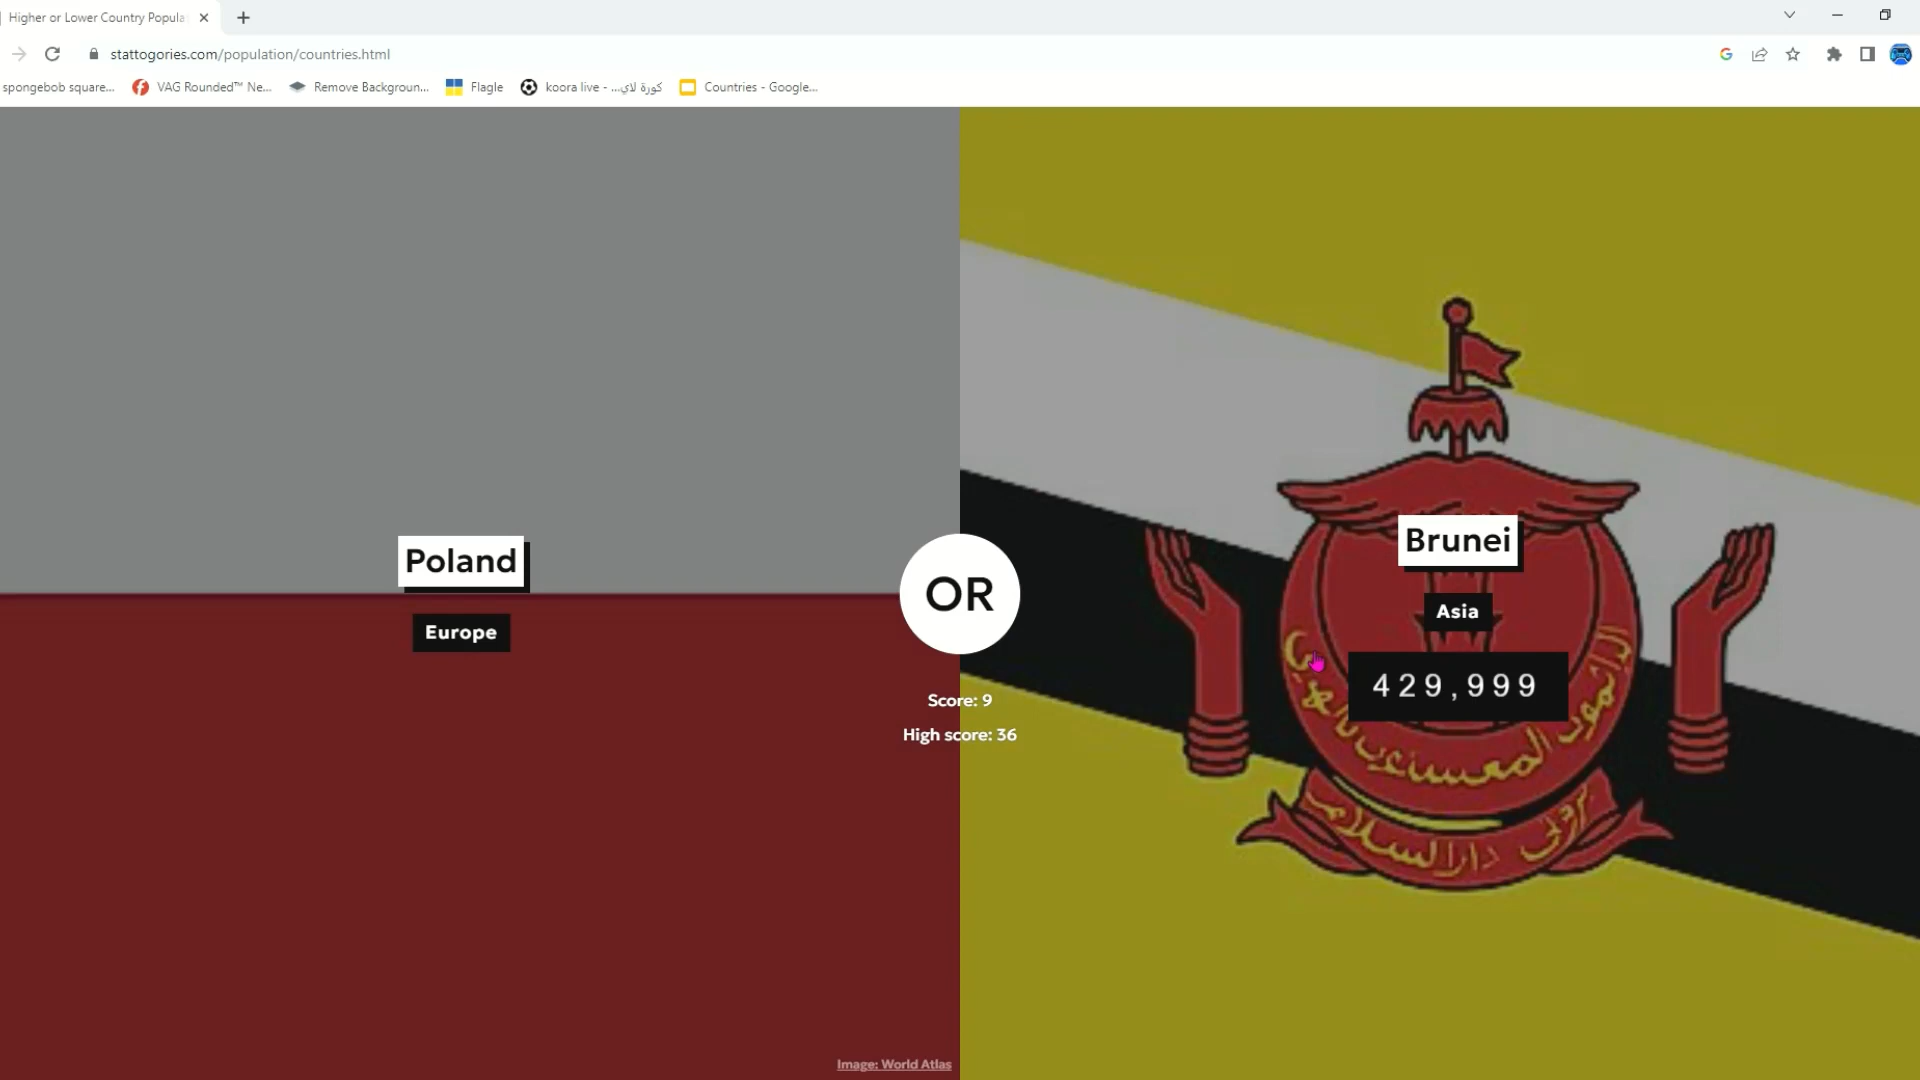 Higher or Lower Country Popula
stattogories.com/population/countries.html
spongebob square...
VAG Rounded™ Ne...
Remove Backgroun...
Flagle
koora live - ...كورة لاي
Countries - Google...
Poland
Europe
OR
Score: 9
High score: 36
Brunei
Asia
429,999
Image: World Atlas